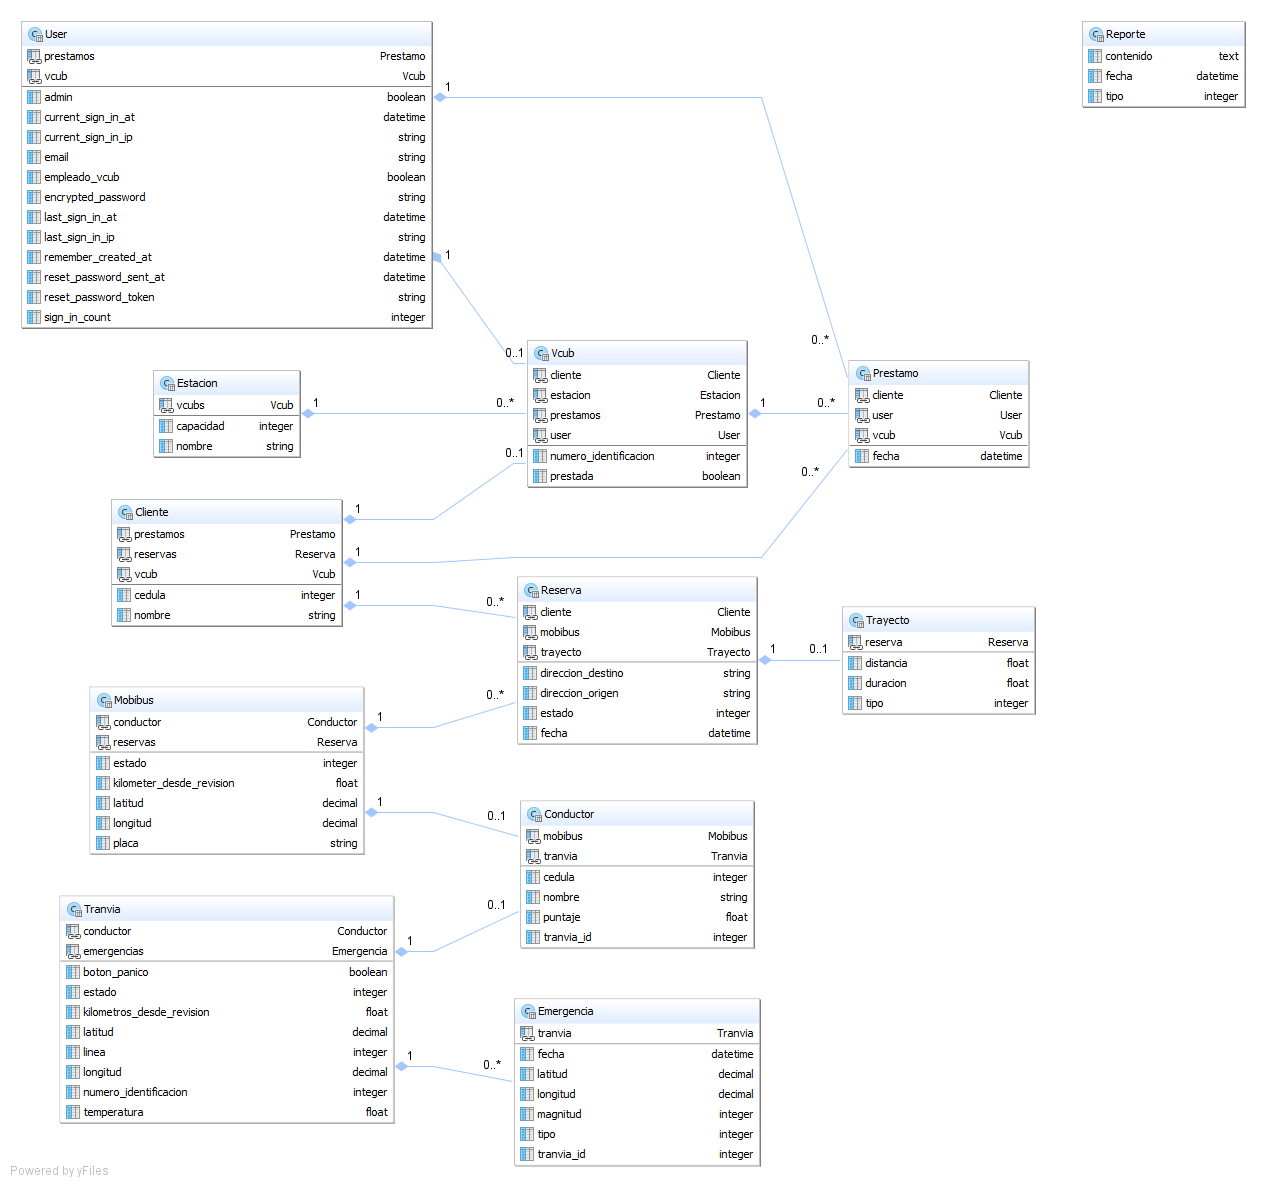 User
prestamos Prestamo
vcub Vcub
admin boolean
current_sign_in_at datetime
current_sign_in_ip string
email string
empleado_vcub boolean
encrypted_password string
last_sign_in_at datetime
last_sign_in_ip string
remember_created_at datetime
reset_password_sent_at datetime
reset_password_token string
sign_in_count integer
1
1
0..*
0..1
Reporte
contenido text
fecha datetime
tipo integer
Estacion
vcubs Vcub
capacidad integer
nombre string
1
0..*
0..1
Vcub
cliente Cliente
estacion Estacion
prestamos Prestamo
user User
numero_identificacion integer
prestada boolean
1
0..*
0..*
Prestamo
cliente Cliente
user User
vcub Vcub
fecha datetime
Cliente
prestamos Prestamo
reservas Reserva
vcub Vcub
cedula integer
nombre string
1
1
1
0..*
0..*
Reserva
cliente Cliente
mobibus Mobibus
trayecto Trayecto
direccion_destino string
direccion_origen string
estado integer
fecha datetime
1
0..1
Trayecto
reserva Reserva
distancia float
duracion float
tipo integer
Mobibus
conductor Conductor
reservas Reserva
estado integer
kilometer_desde_revision float
latitud decimal
longitud decimal
placa string
1
1
0..1
0..1
Conductor
mobibus Mobibus
tranvia Tranvia
cedula integer
nombre string
puntaje float
tranvia_id integer
Tranvia
conductor Conductor
emergencias Emergencia
boton_panico boolean
estado integer
kilometros_desde_revision float
latitud decimal
linea integer
longitud decimal
numero_identificacion integer
temperatura float
1
1
0..*
Emergencia
tranvia Tranvia
fecha datetime
latitud decimal
longitud decimal
magnitud integer
tipo integer
tranvia_id integer
Powered by yFiles